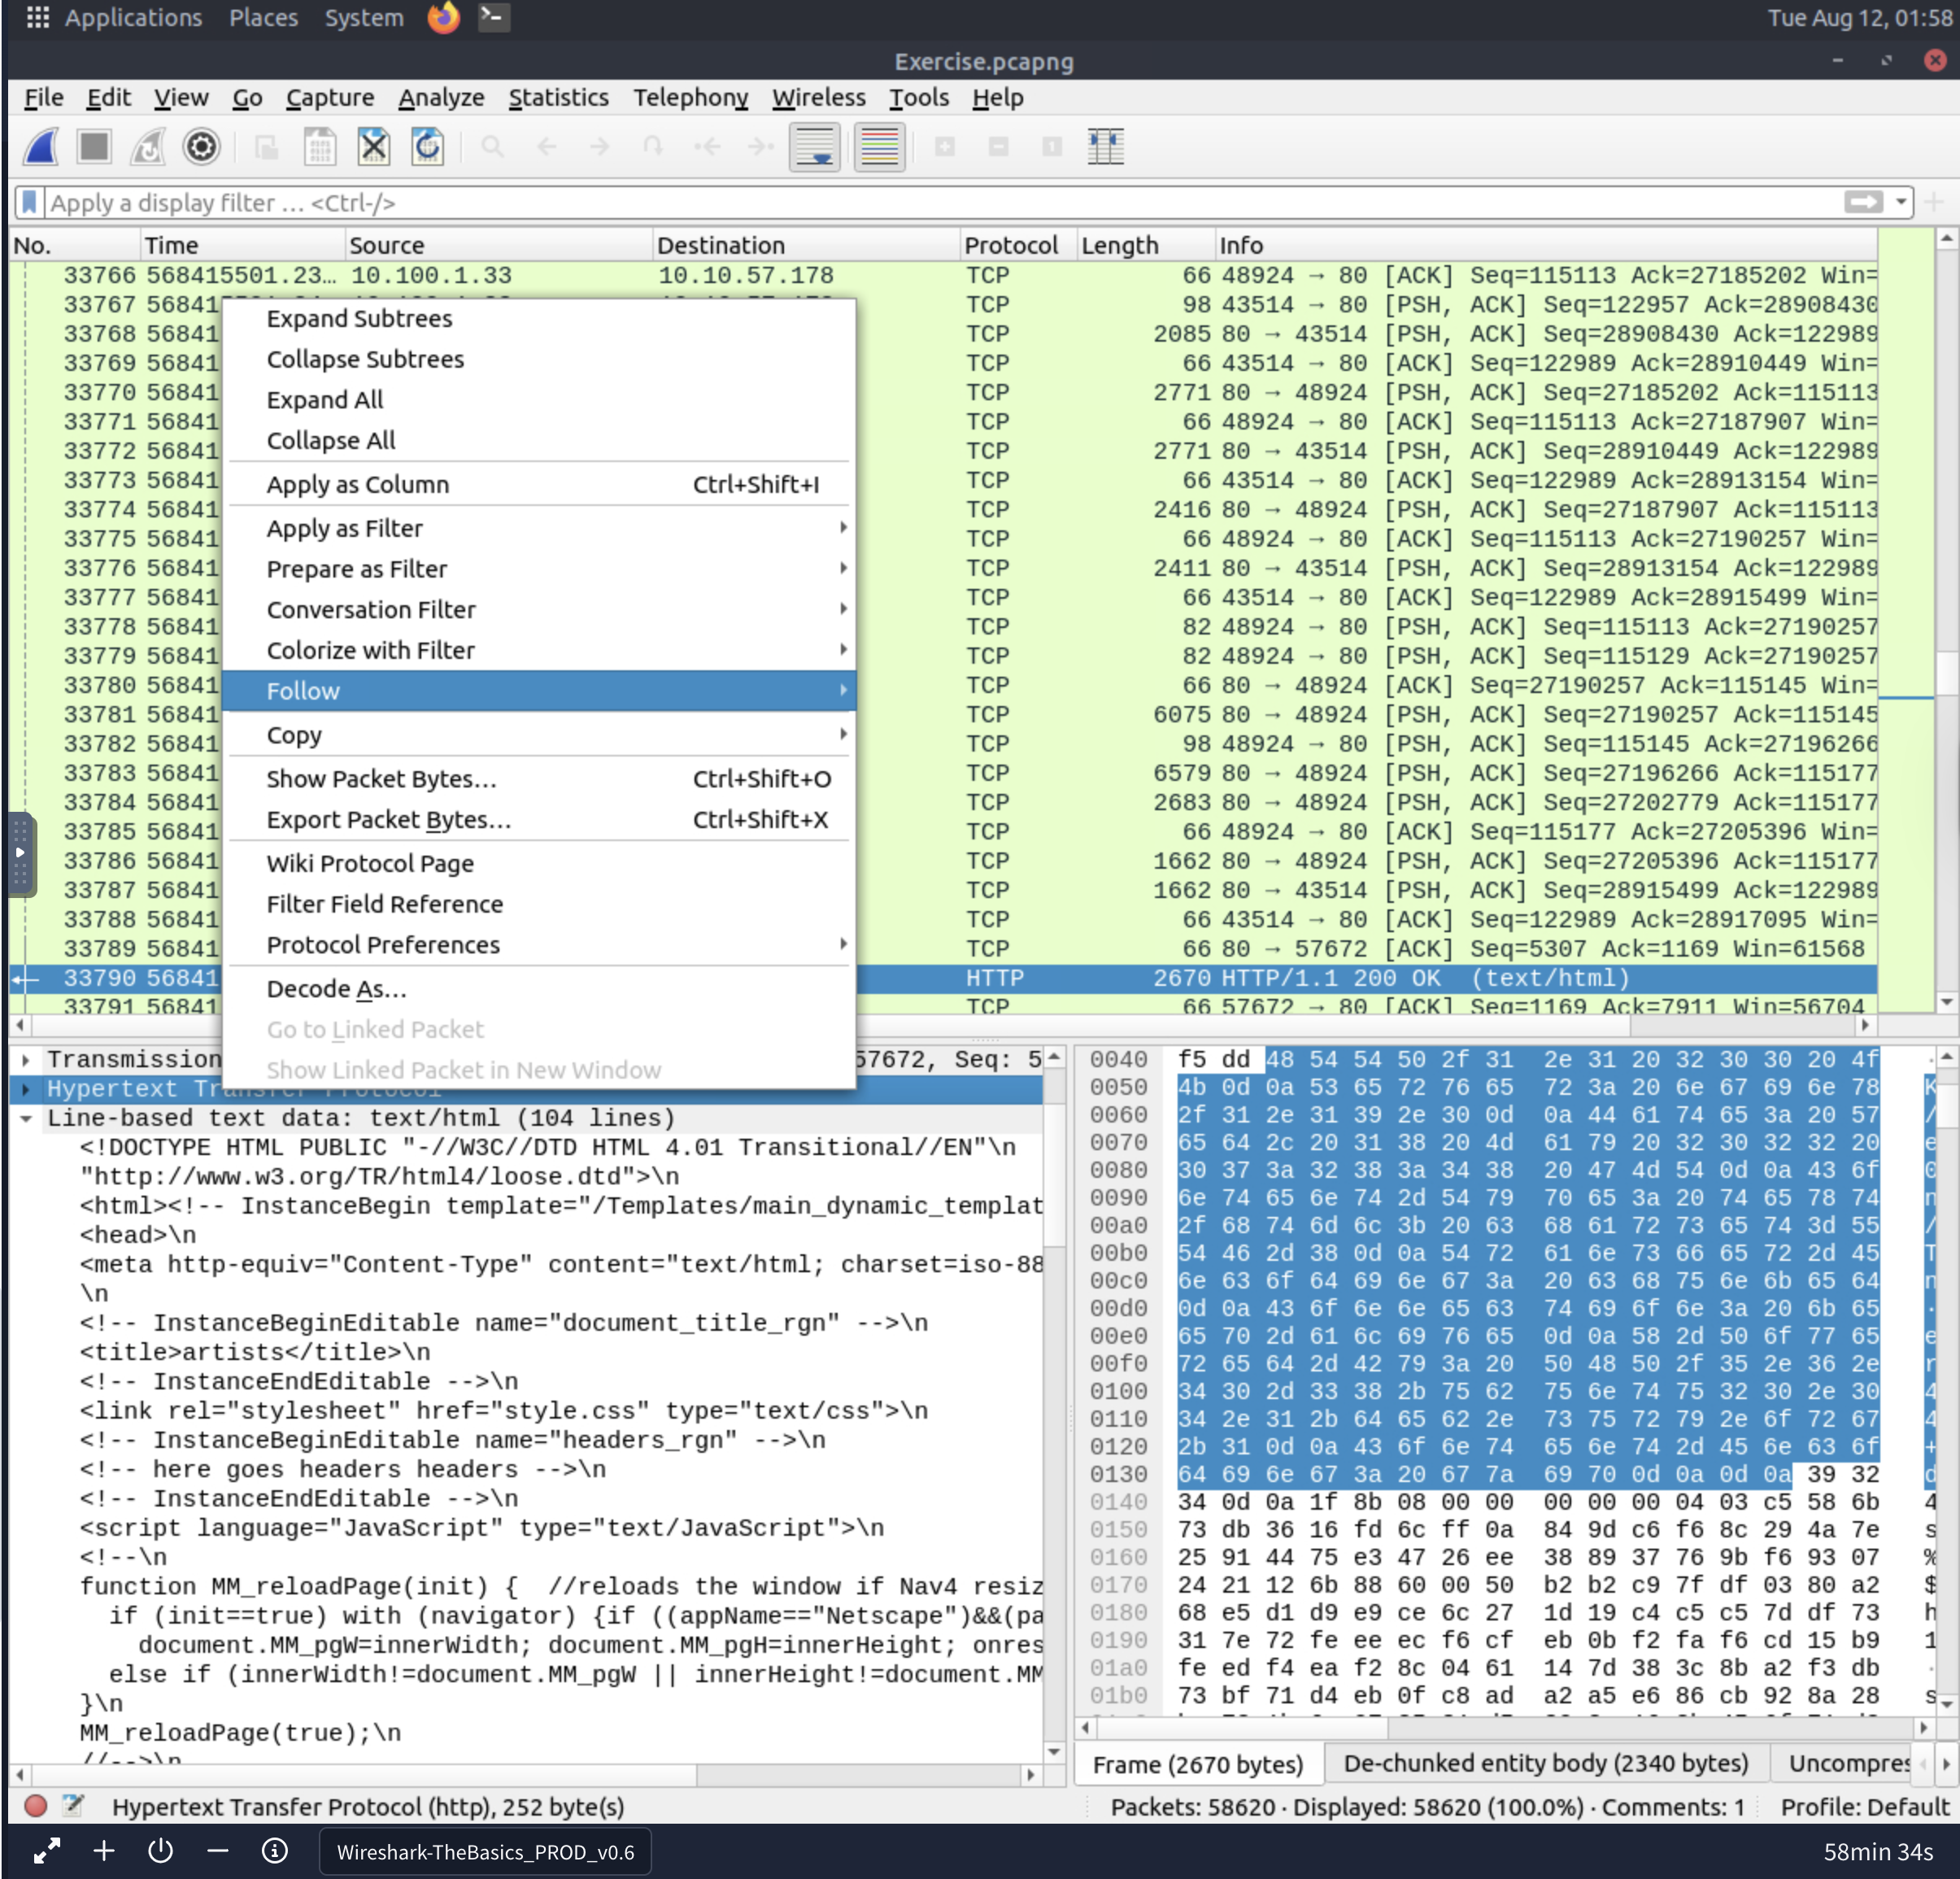 Applications Places System Tue Aug 12, 01:58
Exercise.pcapng
File Edit View Go Capture Analyze Statistics Telephony Wireless Tools Help
Apply a display filter … <Ctrl-/>
No. Time Source Destination Protocol Length Info
33766 568415501.23… 10.100.1.33 10.10.57.178 TCP 66 48924 → 80 [ACK] Seq=115113 Ack=27185202 Win=
33767 56841 TCP 98 43514 → 80 [PSH, ACK] Seq=122957 Ack=28908430
33768 56841 TCP 2085 80 → 43514 [PSH, ACK] Seq=28908430 Ack=122989
33769 56841 TCP 66 43514 → 80 [ACK] Seq=122989 Ack=28910449 Win=
33770 56841 TCP 2771 80 → 48924 [PSH, ACK] Seq=27185202 Ack=115113
33771 56841 TCP 66 48924 → 80 [ACK] Seq=115113 Ack=27187907 Win=
33772 56841 TCP 2771 80 → 43514 [PSH, ACK] Seq=28910449 Ack=122989
33773 56841 TCP 66 43514 → 80 [ACK] Seq=122989 Ack=28913154 Win=
33774 56841 TCP 2416 80 → 48924 [PSH, ACK] Seq=27187907 Ack=115113
33775 56841 TCP 66 48924 → 80 [ACK] Seq=115113 Ack=27190257 Win=
33776 56841 TCP 2411 80 → 43514 [PSH, ACK] Seq=28913154 Ack=122989
33777 56841 TCP 66 43514 → 80 [ACK] Seq=122989 Ack=28915499 Win=
33778 56841 TCP 82 48924 → 80 [PSH, ACK] Seq=115113 Ack=27190257
33779 56841 TCP 82 48924 → 80 [PSH, ACK] Seq=115129 Ack=27190257
33780 56841 TCP 66 80 → 48924 [ACK] Seq=27190257 Ack=115145 Win=
33781 56841 TCP 6075 80 → 48924 [PSH, ACK] Seq=27190257 Ack=115145
33782 56841 TCP 98 48924 → 80 [PSH, ACK] Seq=115145 Ack=27196266
33783 56841 TCP 6579 80 → 48924 [PSH, ACK] Seq=27196266 Ack=115177
33784 56841 TCP 2683 80 → 48924 [PSH, ACK] Seq=27202779 Ack=115177
33785 56841 TCP 66 48924 → 80 [ACK] Seq=115177 Ack=27205396 Win=
33786 56841 TCP 1662 80 → 48924 [PSH, ACK] Seq=27205396 Ack=115177
33787 56841 TCP 1662 80 → 43514 [PSH, ACK] Seq=28915499 Ack=122989
33788 56841 TCP 66 43514 → 80 [ACK] Seq=122989 Ack=28917095 Win=
33789 56841 TCP 66 80 → 57672 [ACK] Seq=5307 Ack=1169 Win=61568
33790 56841 HTTP 2670 HTTP/1.1 200 OK (text/html)
33791 56841 TCP 66 57672 → 80 [ACK] Seq=1169 Ack=7911 Win=56704
Expand Subtrees
Collapse Subtrees
Expand All
Collapse All
Apply as Column Ctrl+Shift+I
Apply as Filter
Prepare as Filter
Conversation Filter
Colorize with Filter
Follow
Copy
Show Packet Bytes… Ctrl+Shift+O
Export Packet Bytes… Ctrl+Shift+X
Wiki Protocol Page
Filter Field Reference
Protocol Preferences
Decode As…
Go to Linked Packet
Show Linked Packet in New Window
Transmission 57672, Seq: 5
Hypertext Transfer Protocol
Line-based text data: text/html (104 lines)
<!DOCTYPE HTML PUBLIC "-//W3C//DTD HTML 4.01 Transitional//EN"\n
"http://www.w3.org/TR/html4/loose.dtd">\n
<html><!-- InstanceBegin template="/Templates/main_dynamic_templat
<head>\n
<meta http-equiv="Content-Type" content="text/html; charset=iso-88
\n
<!-- InstanceBeginEditable name="document_title_rgn" -->\n
<title>artists</title>\n
<!-- InstanceEndEditable -->\n
<link rel="stylesheet" href="style.css" type="text/css">\n
<!-- InstanceBeginEditable name="headers_rgn" -->\n
<!-- here goes headers headers -->\n
<!-- InstanceEndEditable -->\n
<script language="JavaScript" type="text/JavaScript">\n
<!--\n
function MM_reloadPage(init) { //reloads the window if Nav4 resiz
if (init==true) with (navigator) {if ((appName=="Netscape")&&(pa
document.MM_pgW=innerWidth; document.MM_pgH=innerHeight; onres
else if (innerWidth!=document.MM_pgW || innerHeight!=document.MM
}\n
MM_reloadPage(true);\n
//-->\n
0040 f5 dd 48 54 54 50 2f 31 2e 31 20 32 30 30 20 4f
0050 4b 0d 0a 53 65 72 76 65 72 3a 20 6e 67 69 6e 78 K
0060 2f 31 2e 31 39 2e 30 0d 0a 44 61 74 65 3a 20 57 /
0070 65 64 2c 20 31 38 20 4d 61 79 20 32 30 32 32 20 e
0080 30 37 3a 32 38 3a 34 38 20 47 4d 54 0d 0a 43 6f 0
0090 6e 74 65 6e 74 2d 54 79 70 65 3a 20 74 65 78 74 n
00a0 2f 68 74 6d 6c 3b 20 63 68 61 72 73 65 74 3d 55 /
00b0 54 46 2d 38 0d 0a 54 72 61 6e 73 66 65 72 2d 45 T
00c0 6e 63 6f 64 69 6e 67 3a 20 63 68 75 6e 6b 65 64 n
00d0 0d 0a 43 6f 6e 6e 65 63 74 69 6f 6e 3a 20 6b 65 ·
00e0 65 70 2d 61 6c 69 76 65 0d 0a 58 2d 50 6f 77 65 e
00f0 72 65 64 2d 42 79 3a 20 50 48 50 2f 35 2e 36 2e r
0100 34 30 2d 33 38 2b 75 62 75 6e 74 75 32 30 2e 30 4
0110 34 2e 31 2b 64 65 62 2e 73 75 72 79 2e 6f 72 67 4
0120 2b 31 0d 0a 43 6f 6e 74 65 6e 74 2d 45 6e 63 6f +
0130 64 69 6e 67 3a 20 67 7a 69 70 0d 0a 0d 0a 39 32 d
0140 34 0d 0a 1f 8b 08 00 00 00 00 00 04 03 c5 58 6b 4
0150 73 db 36 16 fd 6c ff 0a 84 9d c6 f6 8c 29 4a 7e s
0160 25 91 44 75 e3 47 26 ee 38 89 37 76 9b f6 93 07 %
0170 24 21 12 6b 88 60 00 50 b2 b2 c9 7f df 03 80 a2 $
0180 68 e5 d1 d9 e9 ce 6c 27 1d 19 c4 c5 c5 7d df 73 h
0190 31 7e 72 fe ee ec f6 cf eb 0b f2 fa f6 cd 15 b9 1
01a0 fe ed f4 ea f2 8c 04 61 14 7d 38 3c 8b a2 f3 db ·
01b0 73 bf 71 d4 eb 0f c8 ad a2 a5 e6 86 cb 92 8a 28 s
Frame (2670 bytes) De-chunked entity body (2340 bytes) Uncompres
Hypertext Transfer Protocol (http), 252 byte(s) Packets: 58620 · Displayed: 58620 (100.0%) · Comments: 1 Profile: Default
Wireshark-TheBasics_PROD_v0.6 58min 34s